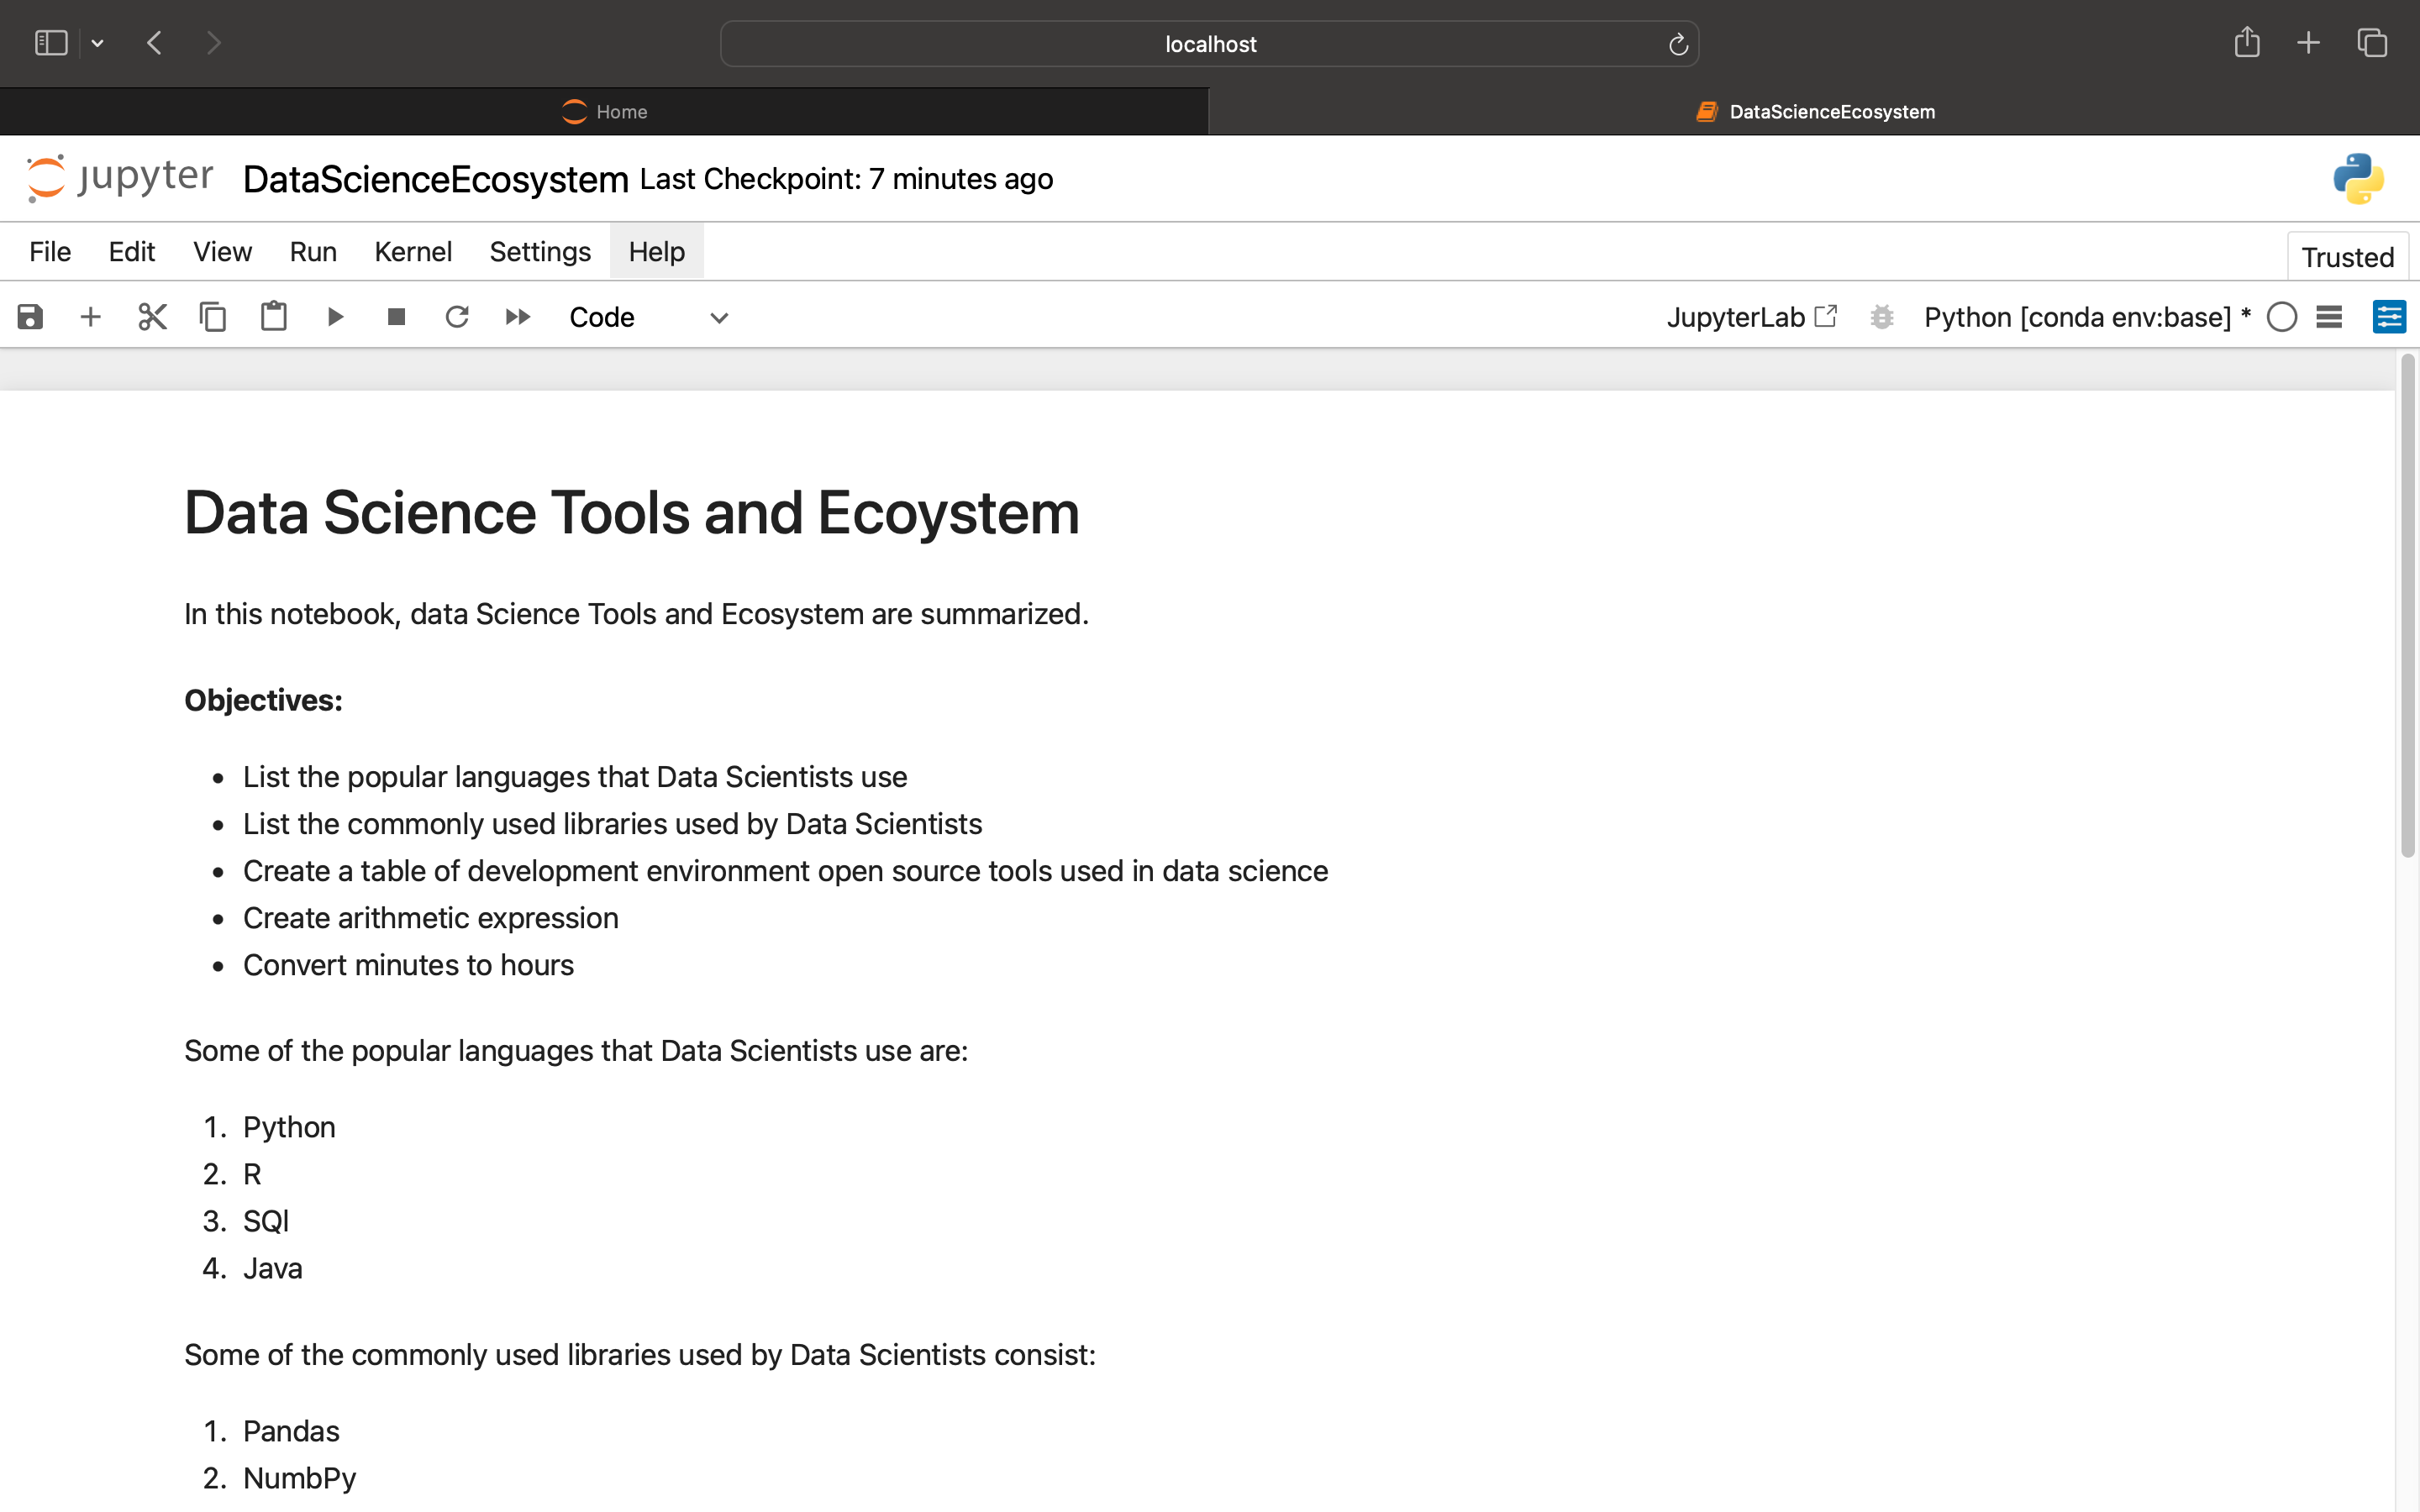 localhost
Home
DataScienceEcosystem
jupyter DataScienceEcosystem Last Checkpoint: 7 minutes ago
File Edit View Run Kernel Settings Help Trusted
Code JupyterLab Python [conda env:base] *
Data Science Tools and Ecoystem
In this notebook, data Science Tools and Ecosystem are summarized.
Objectives:
• List the popular languages that Data Scientists use
• List the commonly used libraries used by Data Scientists
• Create a table of development environment open source tools used in data science
• Create arithmetic expression
• Convert minutes to hours
Some of the popular languages that Data Scientists use are:
1. Python
2. R
3. SQl
4. Java
Some of the commonly used libraries used by Data Scientists consist:
1. Pandas
2. NumbPy